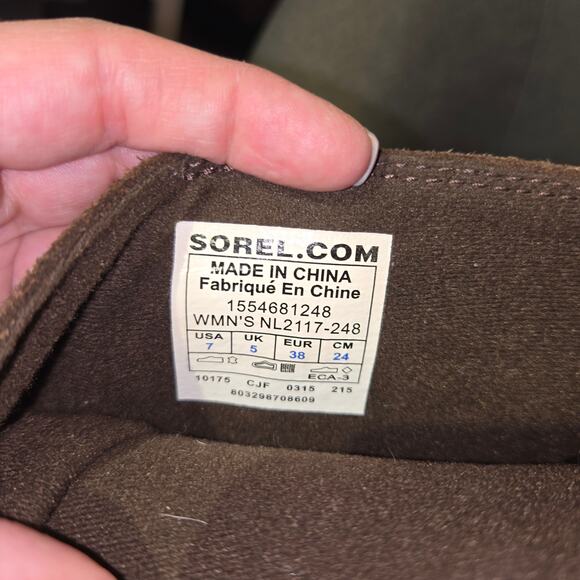 SOREL.COM
MADE IN CHINA
Fabriqué En Chine
1554681248
WMN'S NL2117-248
USA UK EUR CM
7 5 38 24
ECA-3
10175 CJF 0315 215
803298708609